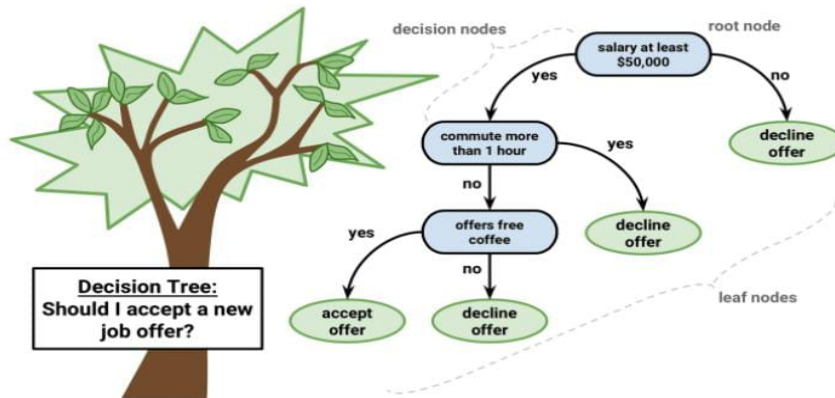 decision nodes
root node
salary at least
$50,000
yes
no
commute more
than 1 hour
yes
decline
offer
no
offers free
coffee
decline
offer
yes
no
leaf nodes
accept
offer
decline
offer
Decision Tree:
Should I accept a new
job offer?